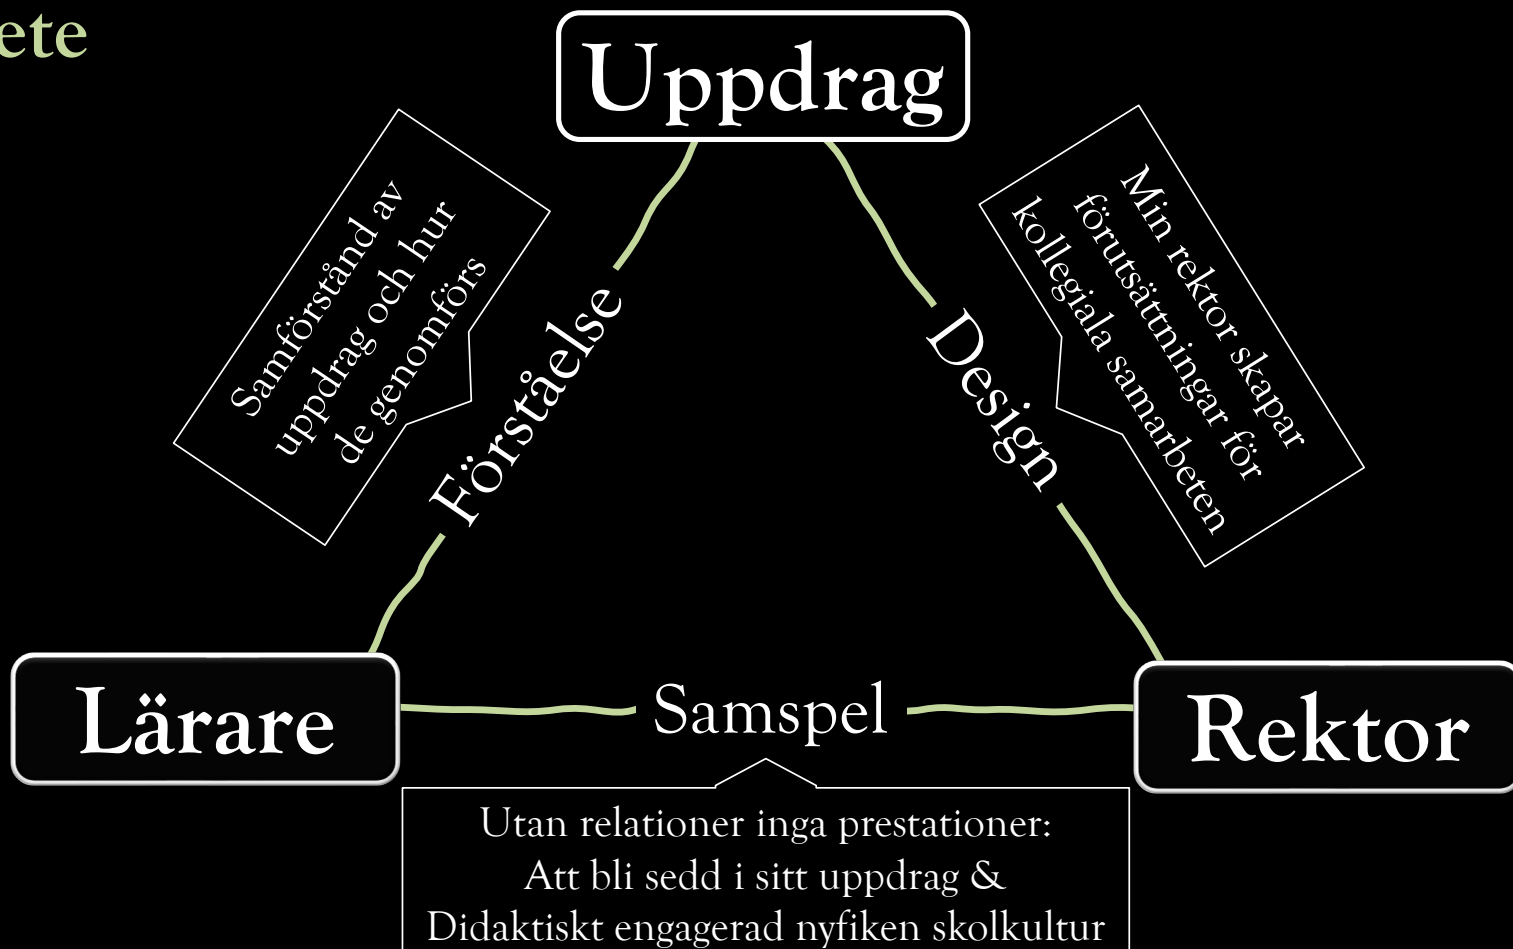 ete
Uppdrag
Samförstånd av
uppdrag och hur
de genomförs
Förståelse
Min rektor skapar
förutsättningar för
kollegiala samarbeten
Design
Lärare
Samspel
Rektor
Utan relationer inga prestationer:
Att bli sedd i sitt uppdrag &
Didaktiskt engagerad nyfiken skolkultur